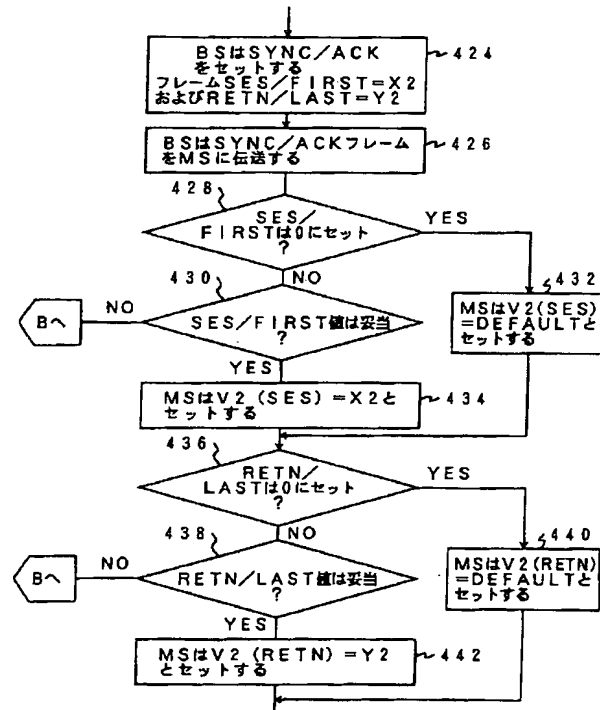 BSはSYNC/ACK
をセットする
フレームSES/FIRST=X2
およびRETN/LAST=Y2
424
BSはSYNC/ACKフレーム
をMSに伝送する
426
428
SES/
FIRSTは0にセット
?
YES
NO
430
432
MSはV2(SES)
=DEFAULTと
セットする
SES/FIRST値は妥当
?
NO
Bへ
YES
MSはV2(SES)=X2と
セットする
434
436
RETN/
LASTは0にセット
?
YES
NO
438
440
MSはV2(RETN)
=DEFAULTと
セットする
RETN/LAST値は妥当
?
NO
Bへ
YES
MSはV2(RETN)=Y2
とセットする
442